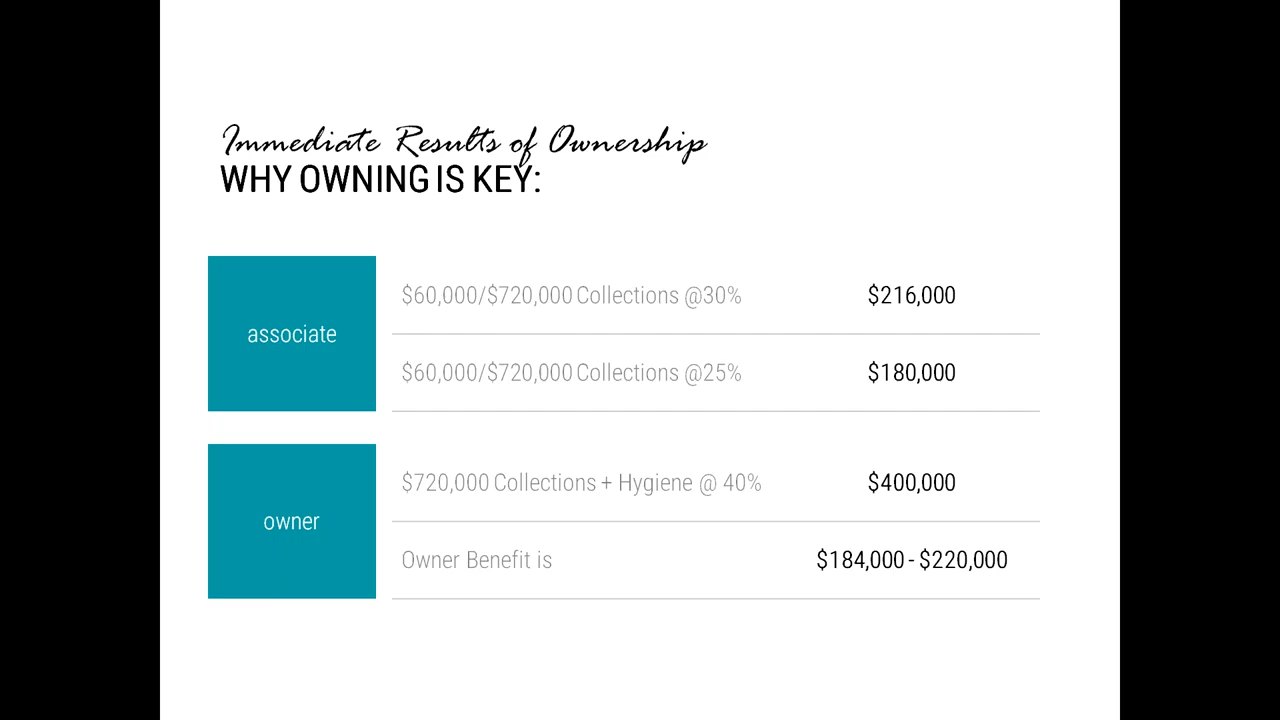 Immediate Results of Ownership
WHY OWNING IS KEY:
associate
$60,000/$720,000 Collections @30% $216,000
$60,000/$720,000 Collections @25% $180,000
owner
$720,000 Collections + Hygiene @ 40% $400,000
Owner Benefit is $184,000 - $220,000